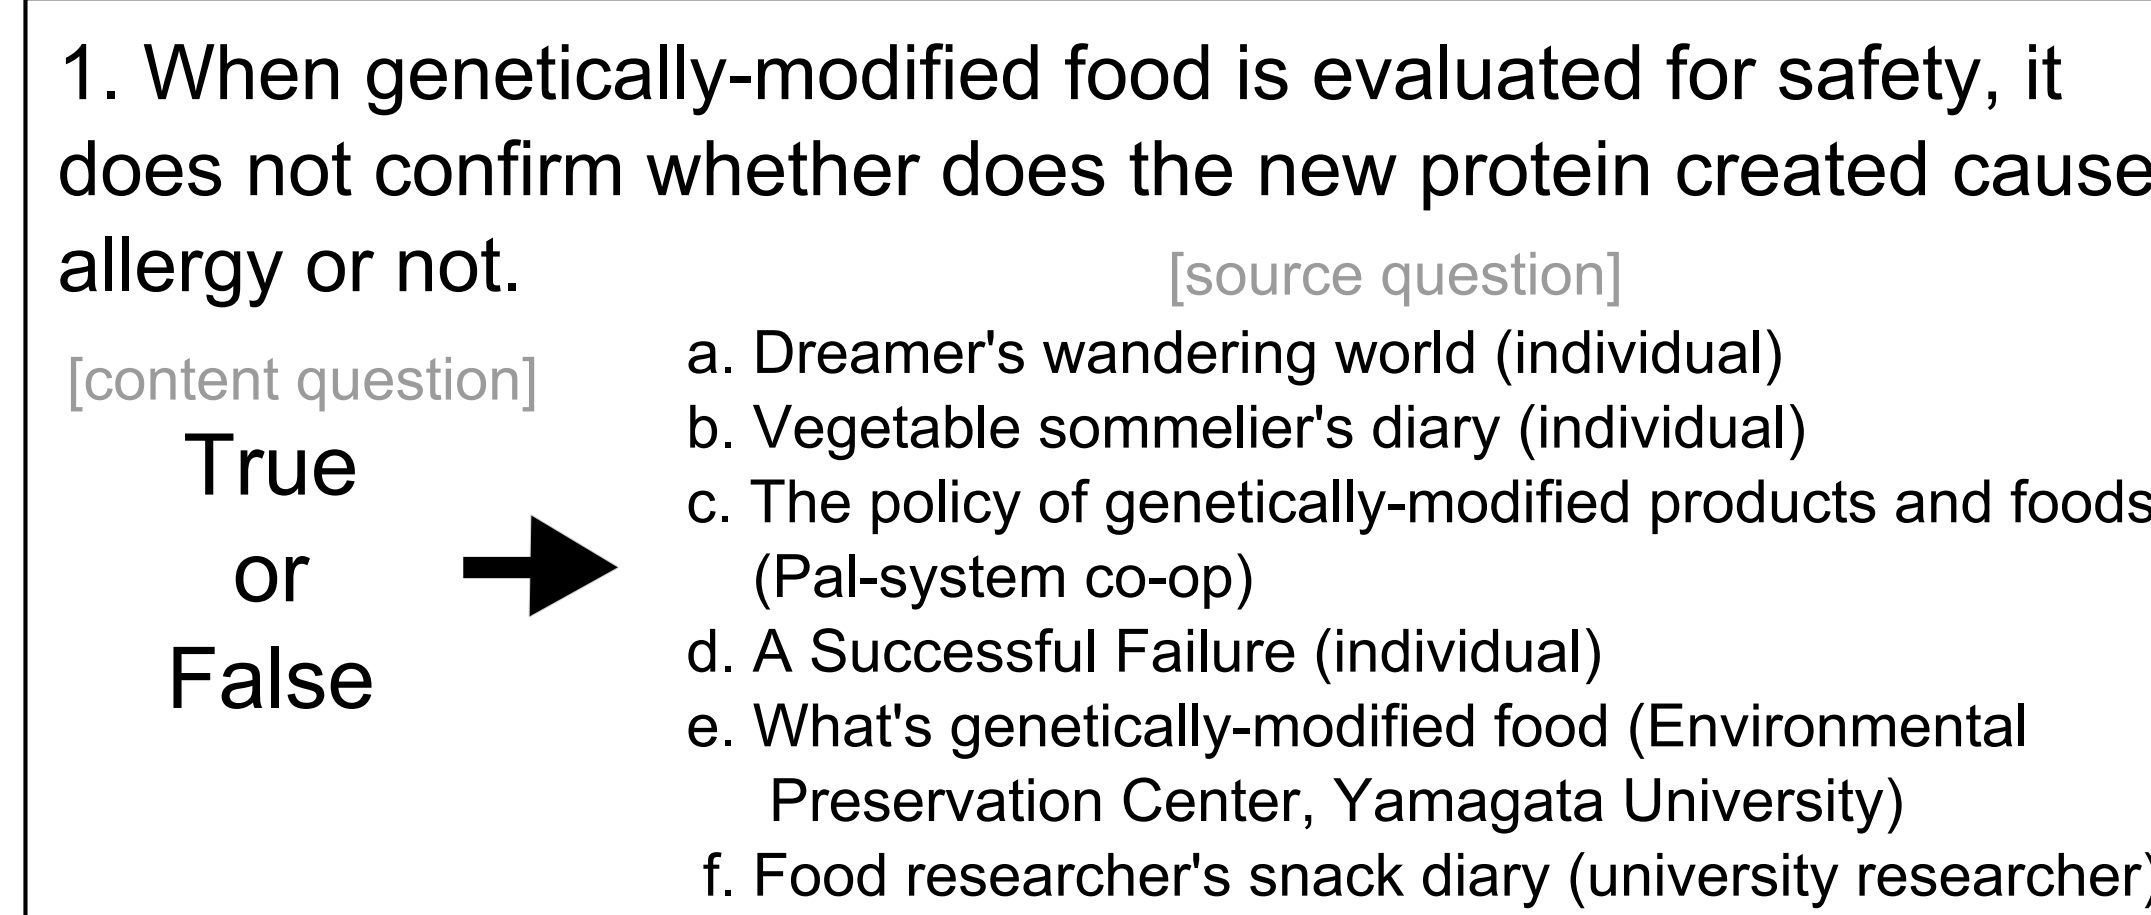 1. When genetically-modified food is evaluated for safety, it
does not confirm whether does the new protein created cause
allergy or not.
[source question]
[content question]
True
or
False
a. Dreamer's wandering world (individual)
b. Vegetable sommelier's diary (individual)
c. The policy of genetically-modified products and foods
(Pal-system co-op)
d. A Successful Failure (individual)
e. What's genetically-modified food (Environmental
Preservation Center, Yamagata University)
f. Food researcher's snack diary (university researcher)